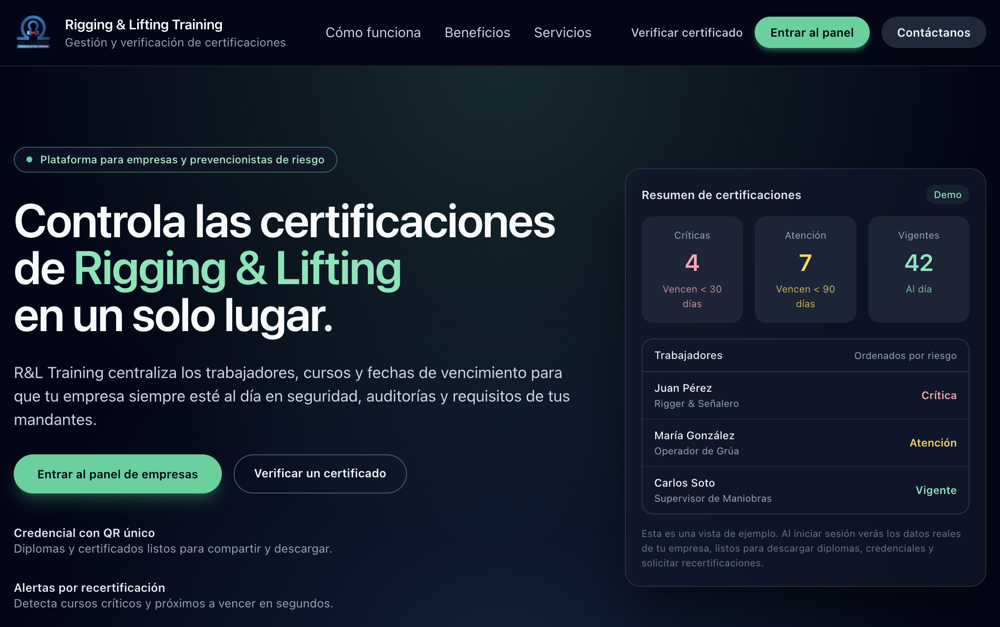 Rigging & Lifting Training
Gestión y verificación de certificaciones
Cómo funciona
Beneficios
Servicios
Verificar certificado
Entrar al panel
Contáctanos
R&L TRAINING
RIGGING & LIFTING TRAINING
Plataforma para empresas y prevencionistas de riesgo
Controla las certificaciones
de Rigging & Lifting
en un solo lugar.
R&L Training centraliza los trabajadores, cursos y fechas de vencimiento para
que tu empresa siempre esté al día en seguridad, auditorías y requisitos de tus
mandantes.
Entrar al panel de empresas
Verificar un certificado
Credencial con QR único
Diplomas y certificados listos para compartir y descargar.
Alertas por recertificación
Detecta cursos críticos y próximos a vencer en segundos.
Resumen de certificaciones
Demo
Críticas
4
Vencen < 30
días
Atención
7
Vencen < 90
días
Vigentes
42
Al día
Trabajadores
Ordenados por riesgo
Juan Pérez
Rigger & Señalero
Crítica
María González
Operador de Grúa
Atención
Carlos Soto
Supervisor de Maniobras
Vigente
Esta es una vista de ejemplo. Al iniciar sesión verás los datos reales
de tu empresa, listos para descargar diplomas, credenciales y
solicitar recertificaciones.